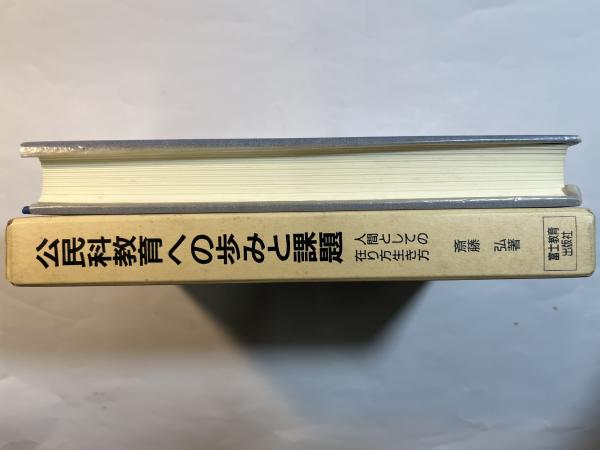 公民科教育への歩みと課題
人間としての
在り方生き方
斎藤 弘著
富士教育
出版社